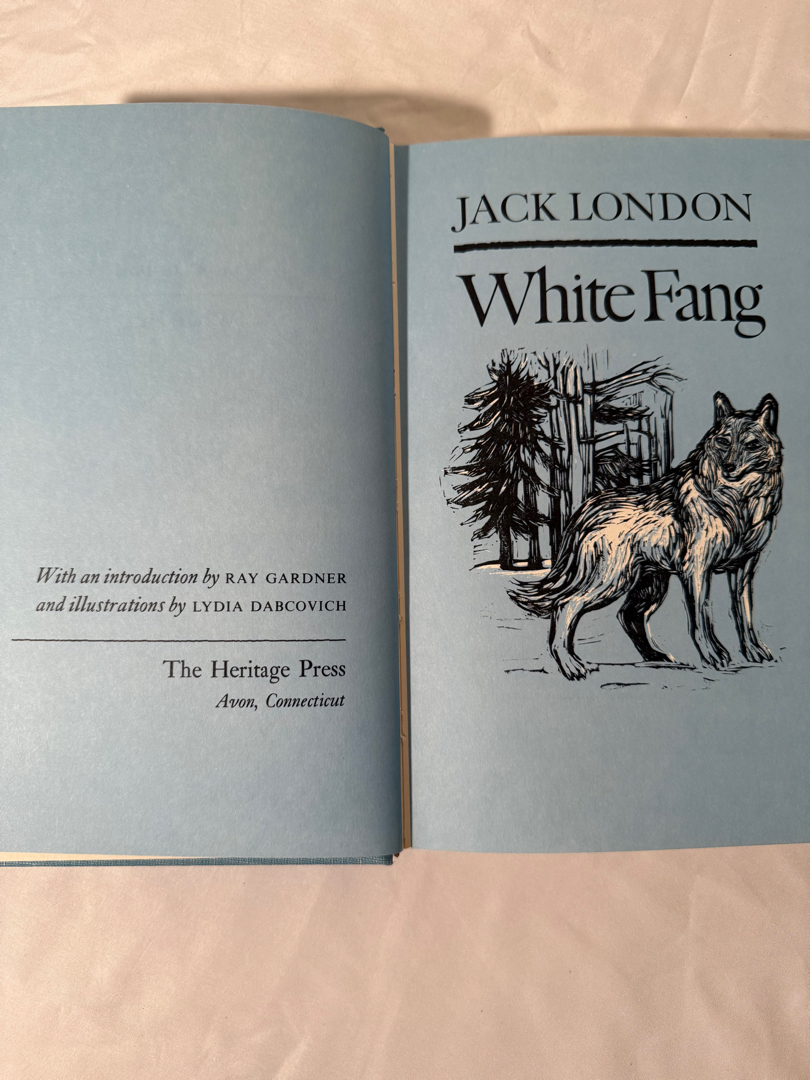 With an introduction by RAY GARDNER
and illustrations by LYDIA DABCOVICH
The Heritage Press
Avon, Connecticut
JACK LONDON
White Fang